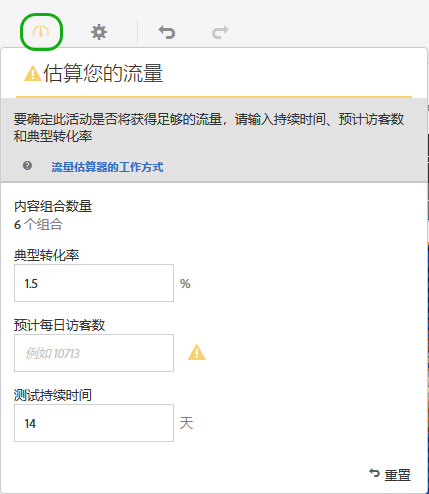 估算您的流量
要确定此活动是否将获得足够的流量，请输入持续时间、预计访客数
和典型转化率
流量估算器的工作方式
内容组合数量
6 个组合
典型转化率
1.5 %
预计每日访客数
例如 10713
测试持续时间
14 天
重置